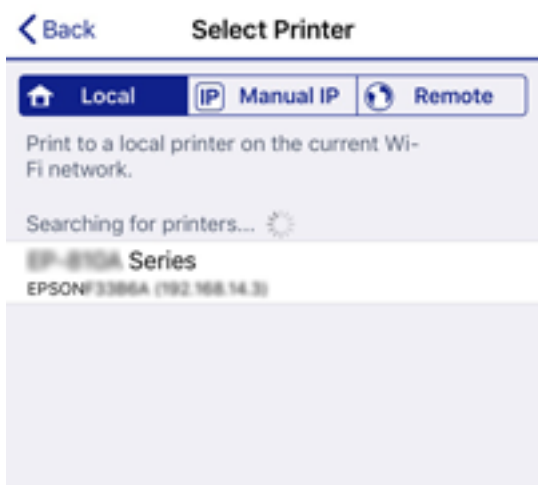 Back
Select Printer
Local
IP Manual IP
Remote
Print to a local printer on the current Wi-
Fi network.
Searching for printers...
Series
EPSON